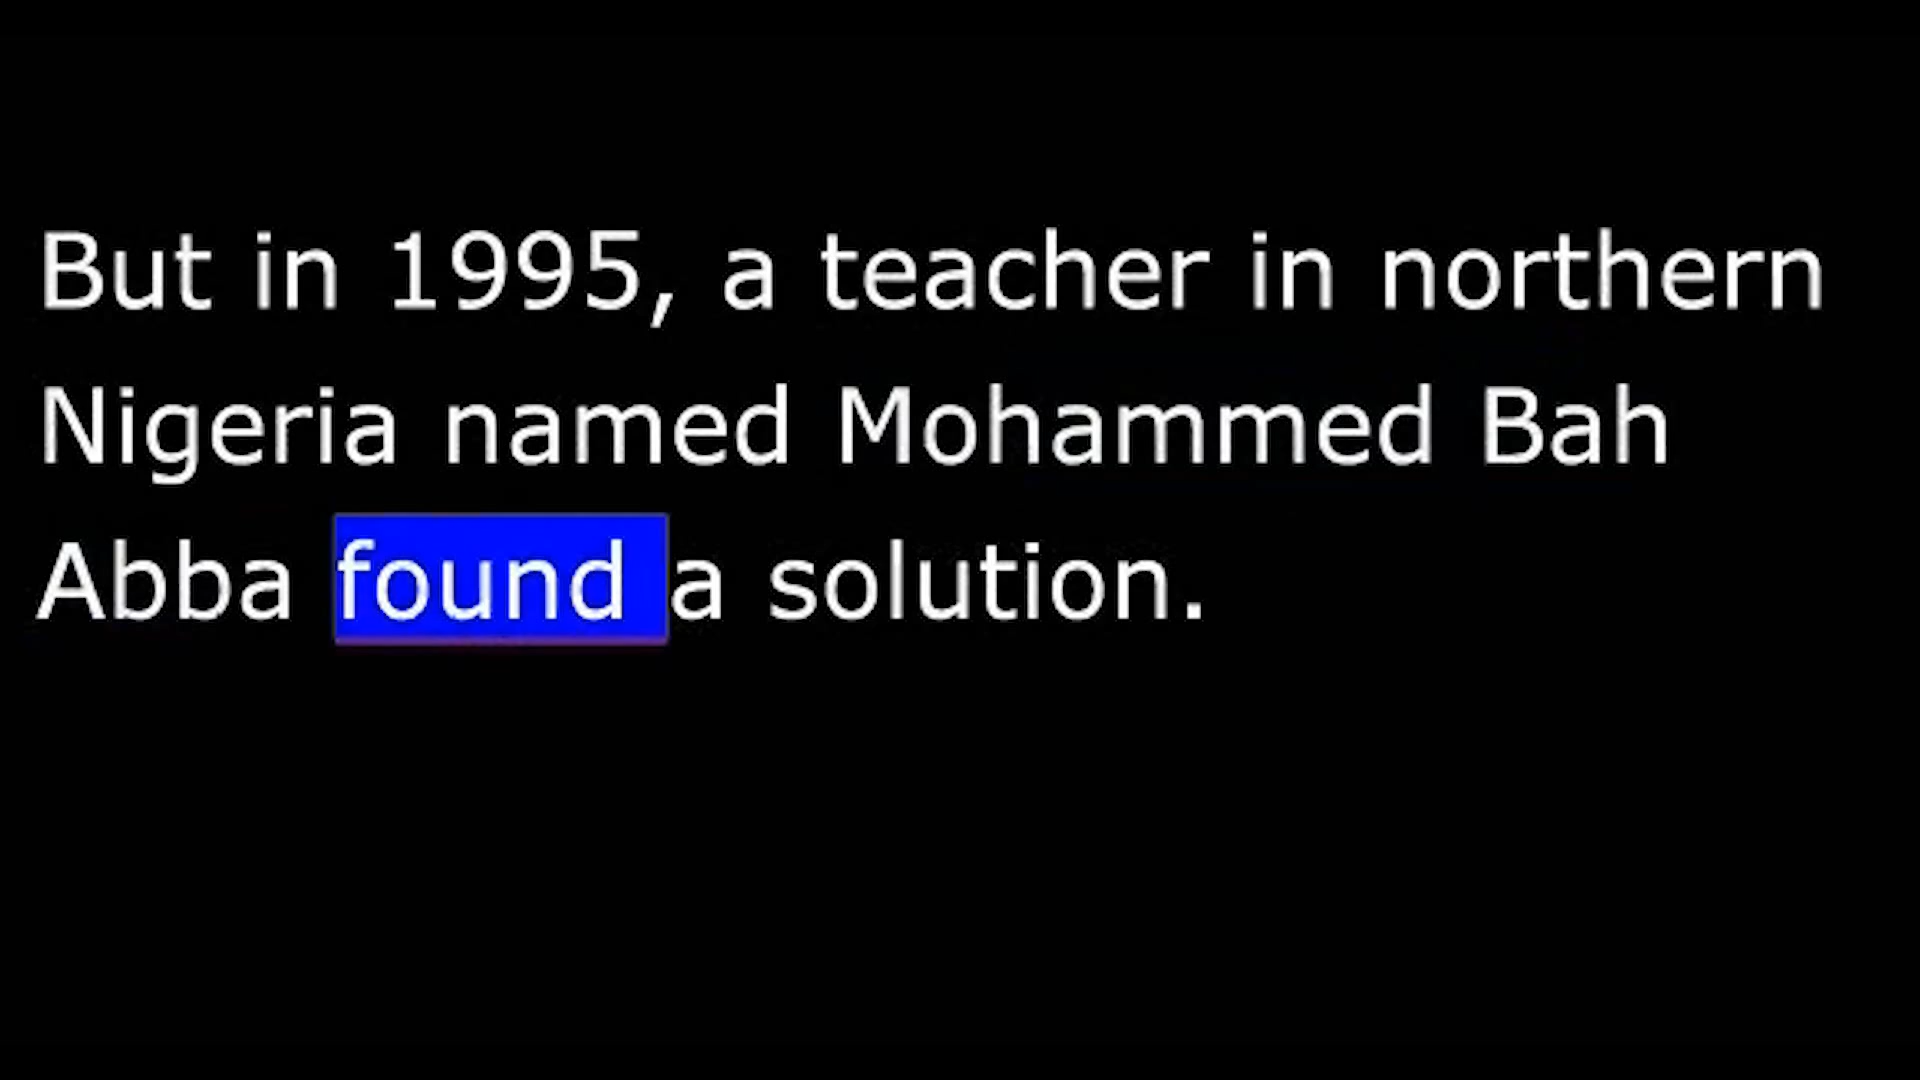 But in 1995, a teacher in northern
Nigeria named Mohammed Bah
Abba found a solution.